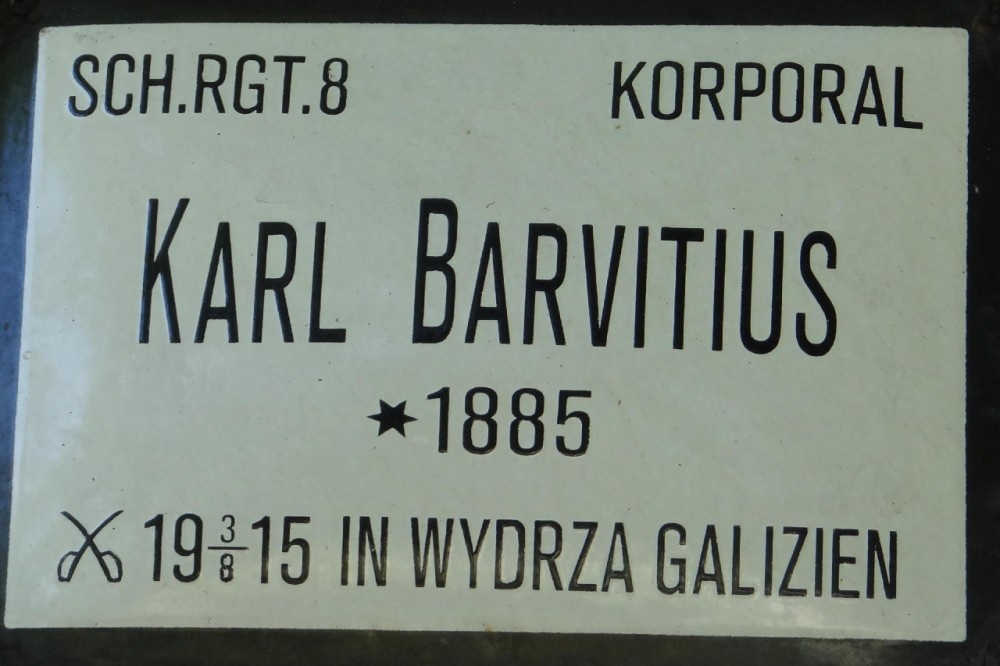 SCH.RGT.8 KORPORAL
KARL BARVITIUS
✶1885
⚔ 19 3/8 15 IN WYDRZA GALIZIEN